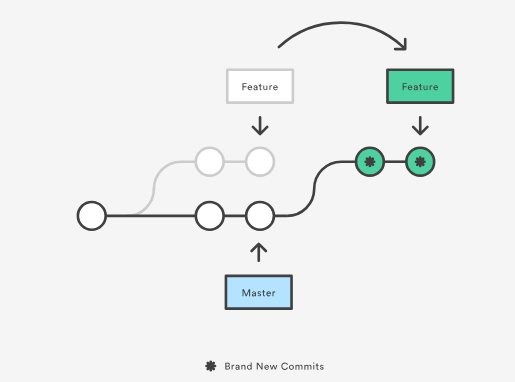 Feature
Feature
Master
Brand New Commits